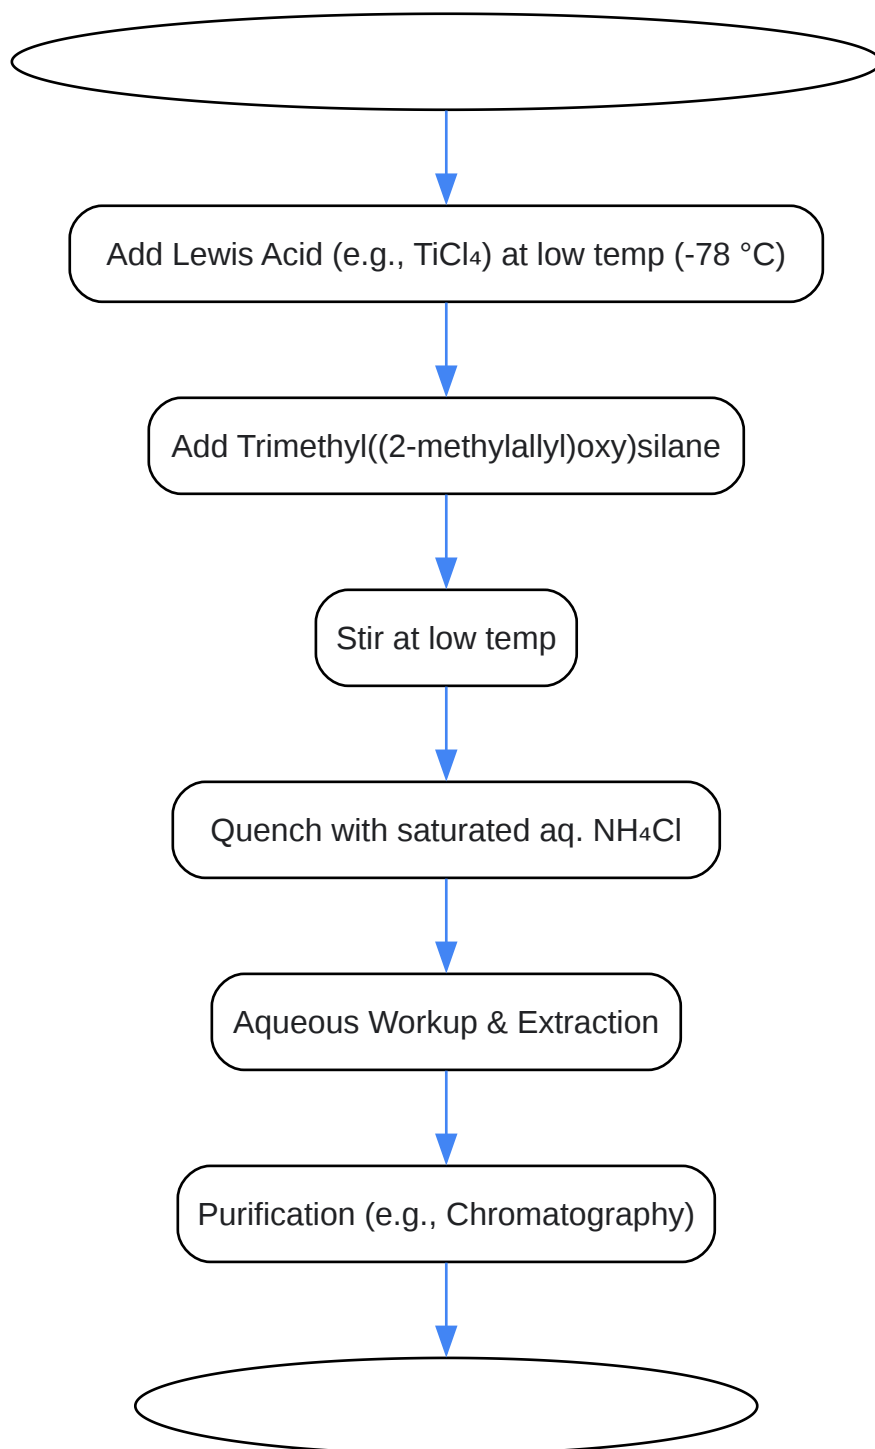 Add Lewis Acid (e.g., TiCl₄) at low temp (-78 °C)
Add Trimethyl((2-methylallyl)oxy)silane
Stir at low temp
Quench with saturated aq. NH₄Cl
Aqueous Workup & Extraction
Purification (e.g., Chromatography)